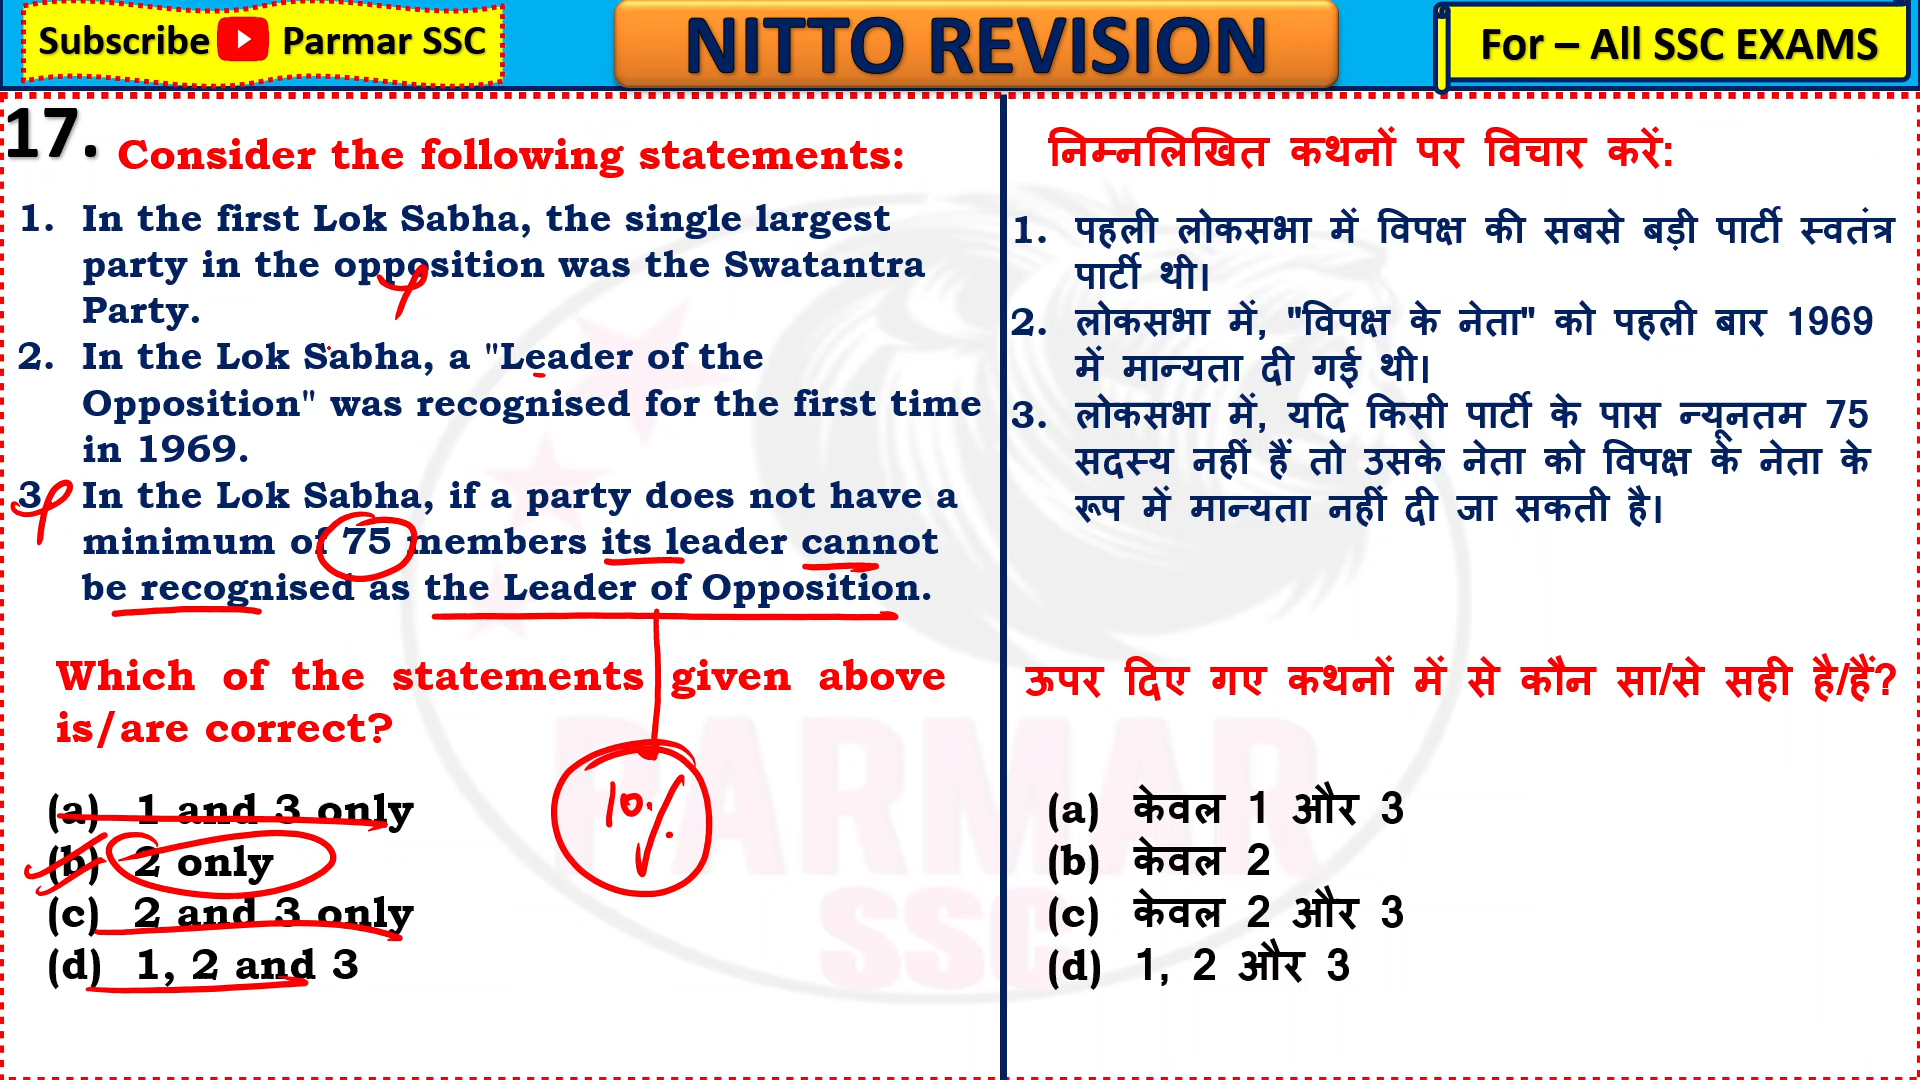 Subscribe Parmar SSC
NITTO REVISION
For – All SSC EXAMS
17.
Consider the following statements:
1. In the first Lok Sabha, the single largest
party in the opposition was the Swatantra
Party.
2. In the Lok Sabha, a "Leader of the
Opposition" was recognised for the first time
in 1969.
3. In the Lok Sabha, if a party does not have a
minimum of 75 members its leader cannot
be recognised as the Leader of Opposition.
Which of the statements given above
is/are correct?
10%
(a) 1 and 3 only
(b) 2 only
(c) 2 and 3 only
(d) 1, 2 and 3
निम्नलिखित कथनों पर विचार करें:
1. पहली लोकसभा में विपक्ष की सबसे बड़ी पार्टी स्वतंत्र
पार्टी थी।
2. लोकसभा में, "विपक्ष के नेता" को पहली बार 1969
में मान्यता दी गई थी।
3. लोकसभा में, यदि किसी पार्टी के पास न्यूनतम 75
सदस्य नहीं हैं तो उसके नेता को विपक्ष के नेता के
रूप में मान्यता नहीं दी जा सकती है।
ऊपर दिए गए कथनों में से कौन सा/से सही है/हैं?
(a) केवल 1 और 3
(b) केवल 2
(c) केवल 2 और 3
(d) 1, 2 और 3
PARMAR
SSC